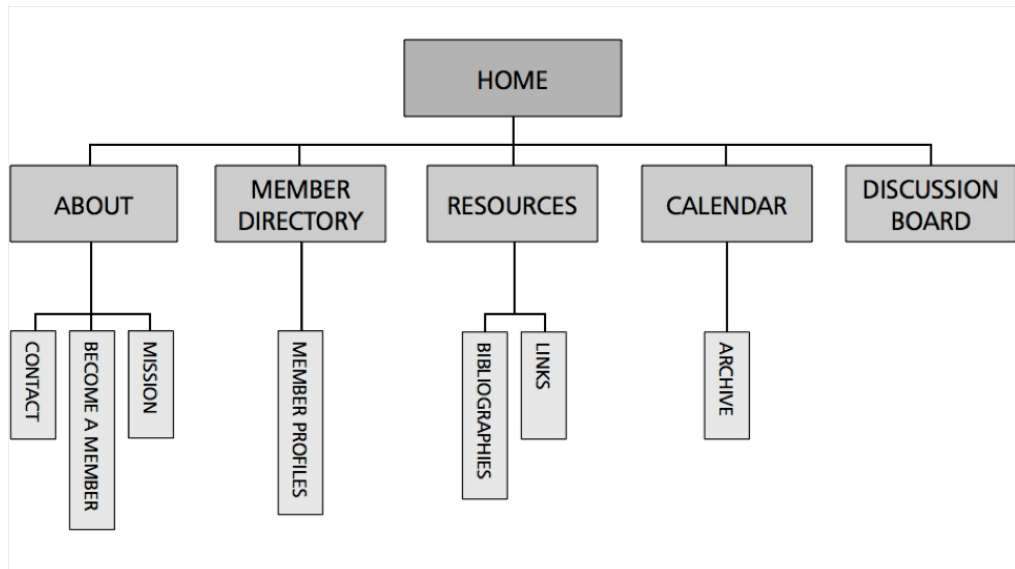 HOME
ABOUT
MEMBER
DIRECTORY
RESOURCES
CALENDAR
DISCUSSION
BOARD
CONTACT
BECOME A MEMBER
MISSION
MEMBER PROFILES
BIBLIOGRAPHIES
LINKS
ARCHIVE